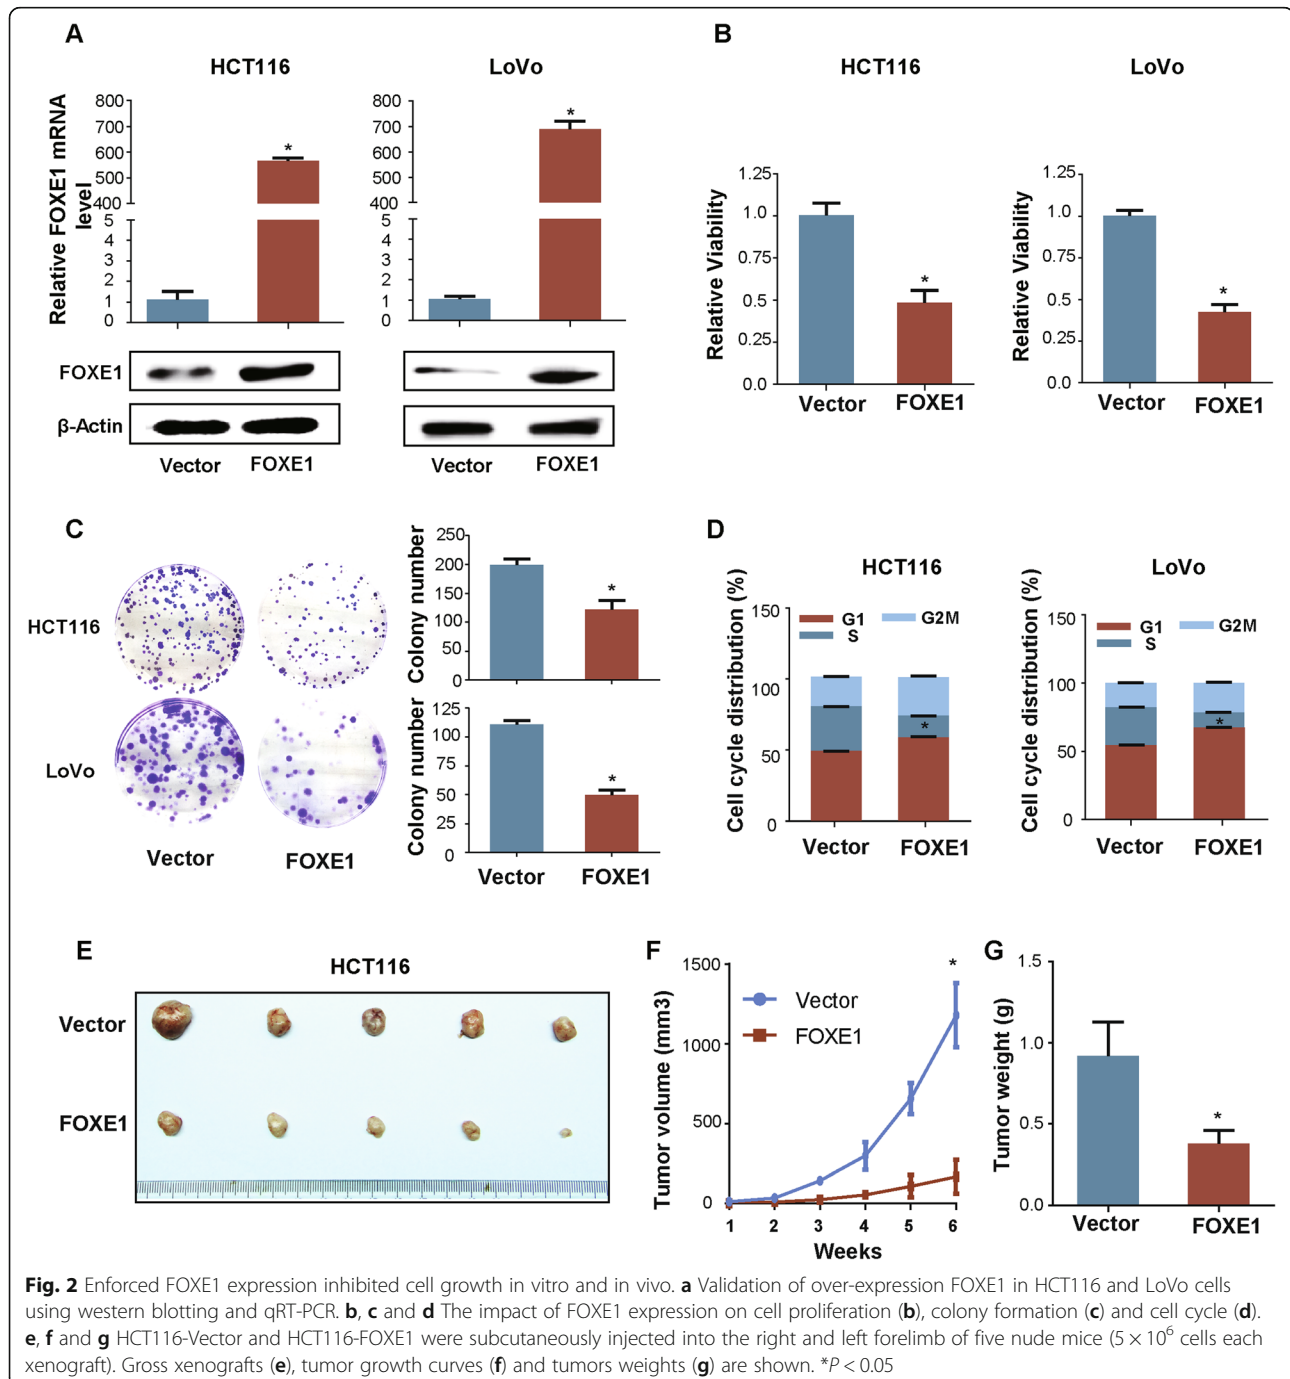 A
HCT116
LoVo
Relative FOXE1 mRNA
level
800
700
600
500
400
5
4
3
2
1
0
*
800
700
600
500
400
5
4
3
2
1
0
*
FOXE1
β-Actin
Vector
FOXE1
Vector
FOXE1
B
HCT116
LoVo
Relative Viability
1.25
1.0
0.75
0.5
0.25
0.0
*
Vector
FOXE1
Relative Viability
1.25
1.0
0.75
0.5
0.25
0.0
*
Vector
FOXE1
C
HCT116
LoVo
Vector
FOXE1
Colony number
250
200
150
100
50
0
*
Colony number
125
100
75
50
25
0
*
Vector
FOXE1
D
HCT116
LoVo
Cell cycle distribution (%)
150
100
50
0
G1
G2M
S
*
Vector
FOXE1
Cell cycle distribution (%)
150
100
50
0
G1
G2M
S
*
Vector
FOXE1
E
HCT116
Vector
FOXE1
F
Tumor volume (mm3)
1500
1000
500
0
Vector
FOXE1
*
1 2 3 4 5 6
Weeks
G
Tumor weight (g)
1.5
1.0
0.5
0.0
*
Vector
FOXE1
Fig. 2 Enforced FOXE1 expression inhibited cell growth in vitro and in vivo. a Validation of over-expression FOXE1 in HCT116 and LoVo cells
using western blotting and qRT-PCR. b, c and d The impact of FOXE1 expression on cell proliferation (b), colony formation (c) and cell cycle (d).
e, f and g HCT116-Vector and HCT116-FOXE1 were subcutaneously injected into the right and left forelimb of five nude mice (5 × 10⁶ cells each
xenograft). Gross xenografts (e), tumor growth curves (f) and tumors weights (g) are shown. *P < 0.05